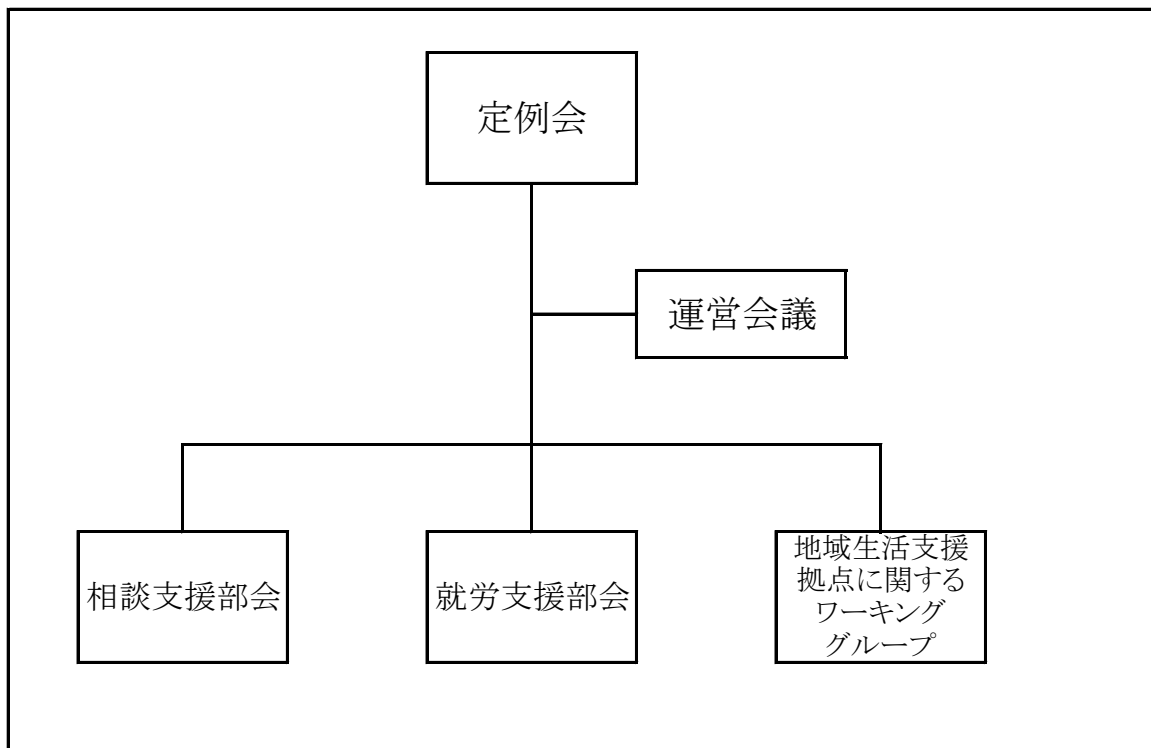 定例会
運営会議
相談支援部会
就労支援部会
地域生活支援
拠点に関する
ワーキング
グループ